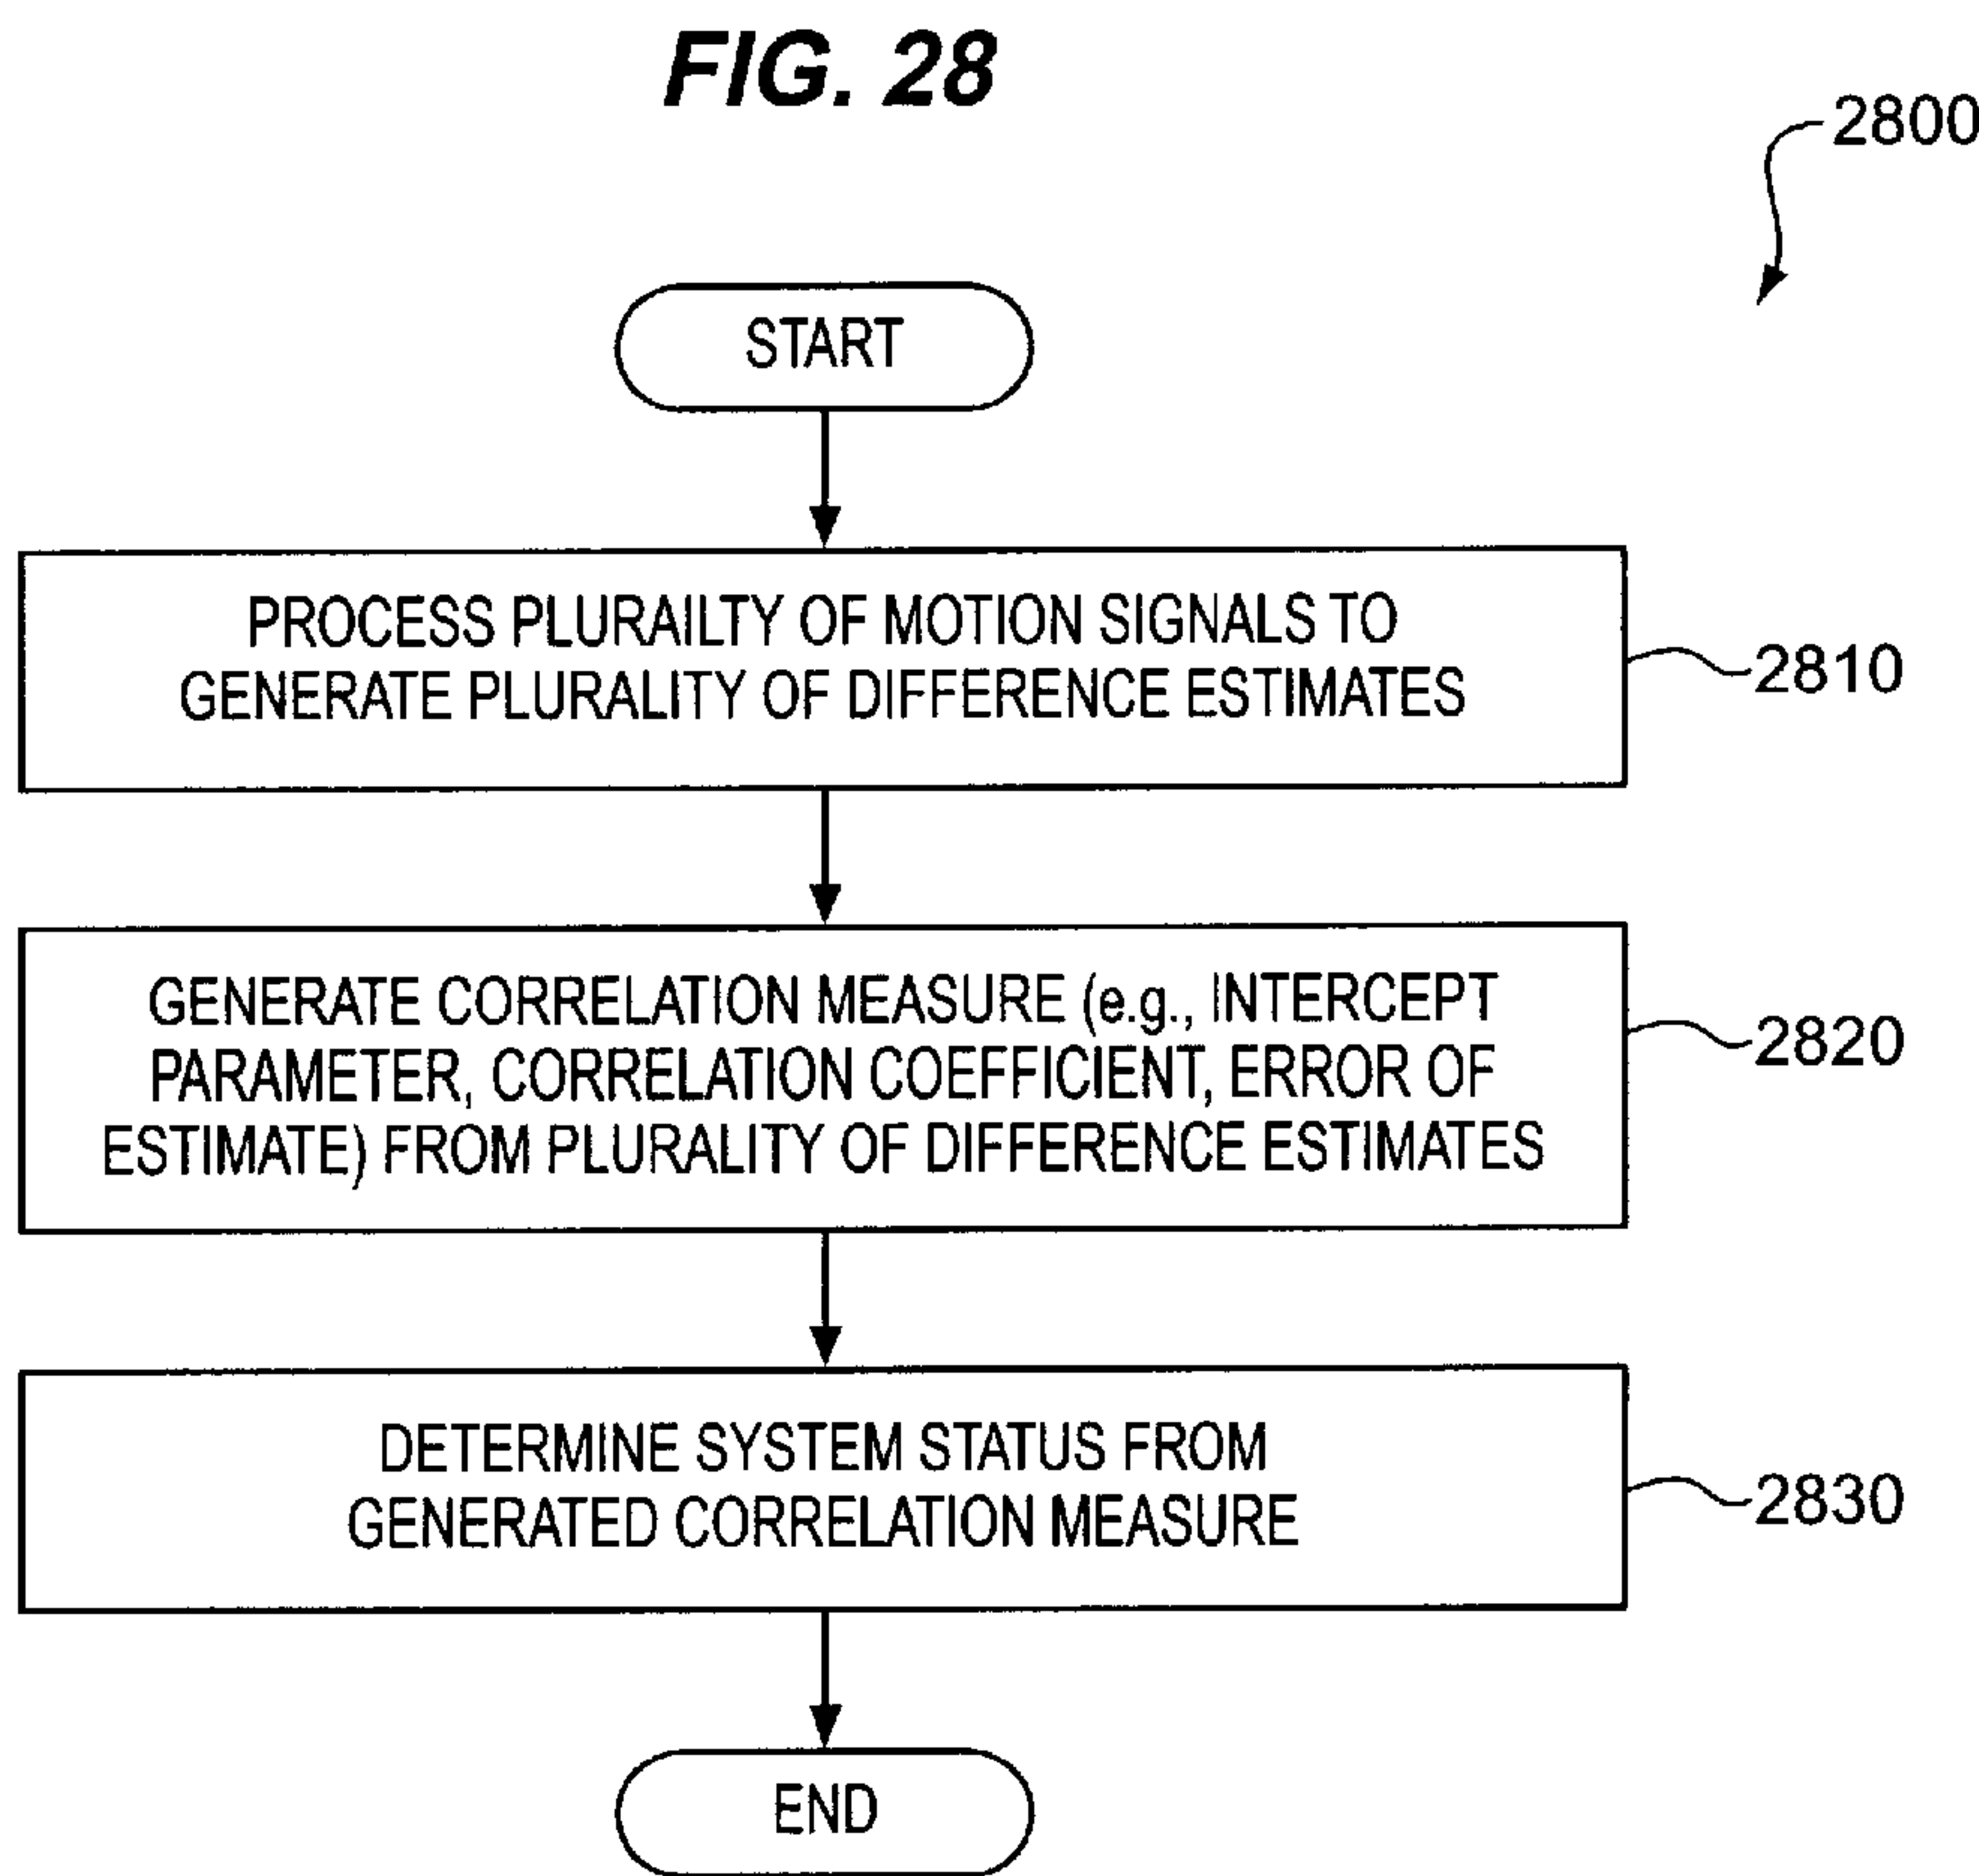 FIG. 28
2800
START
PROCESS PLURAILTY OF MOTION SIGNALS TO
GENERATE PLURALITY OF DIFFERENCE ESTIMATES
2810
GENERATE CORRELATION MEASURE (e.g., INTERCEPT
PARAMETER, CORRELATION COEFFICIENT, ERROR OF
ESTIMATE) FROM PLURALITY OF DIFFERENCE ESTIMATES
2820
DETERMINE SYSTEM STATUS FROM
GENERATED CORRELATION MEASURE
2830
END